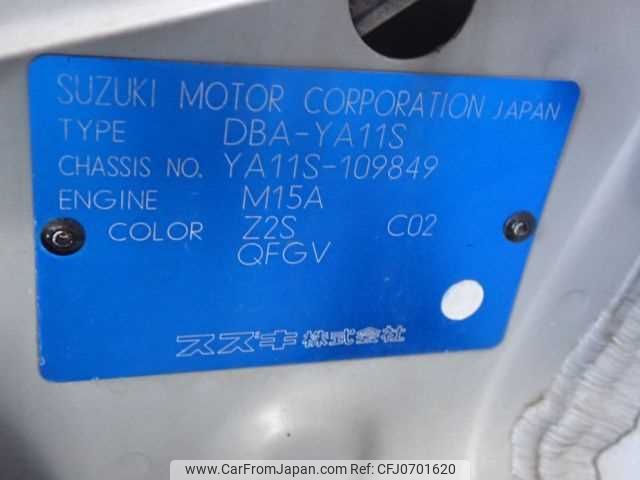 SUZUKI MOTOR CORPORATION JAPAN
TYPE DBA-YA11S
CHASSIS NO. YA11S-109849
ENGINE M15A
COLOR Z2S C02
QFGV
スズキ株式会社
www.CarFromJapan.com @CFJ0701620